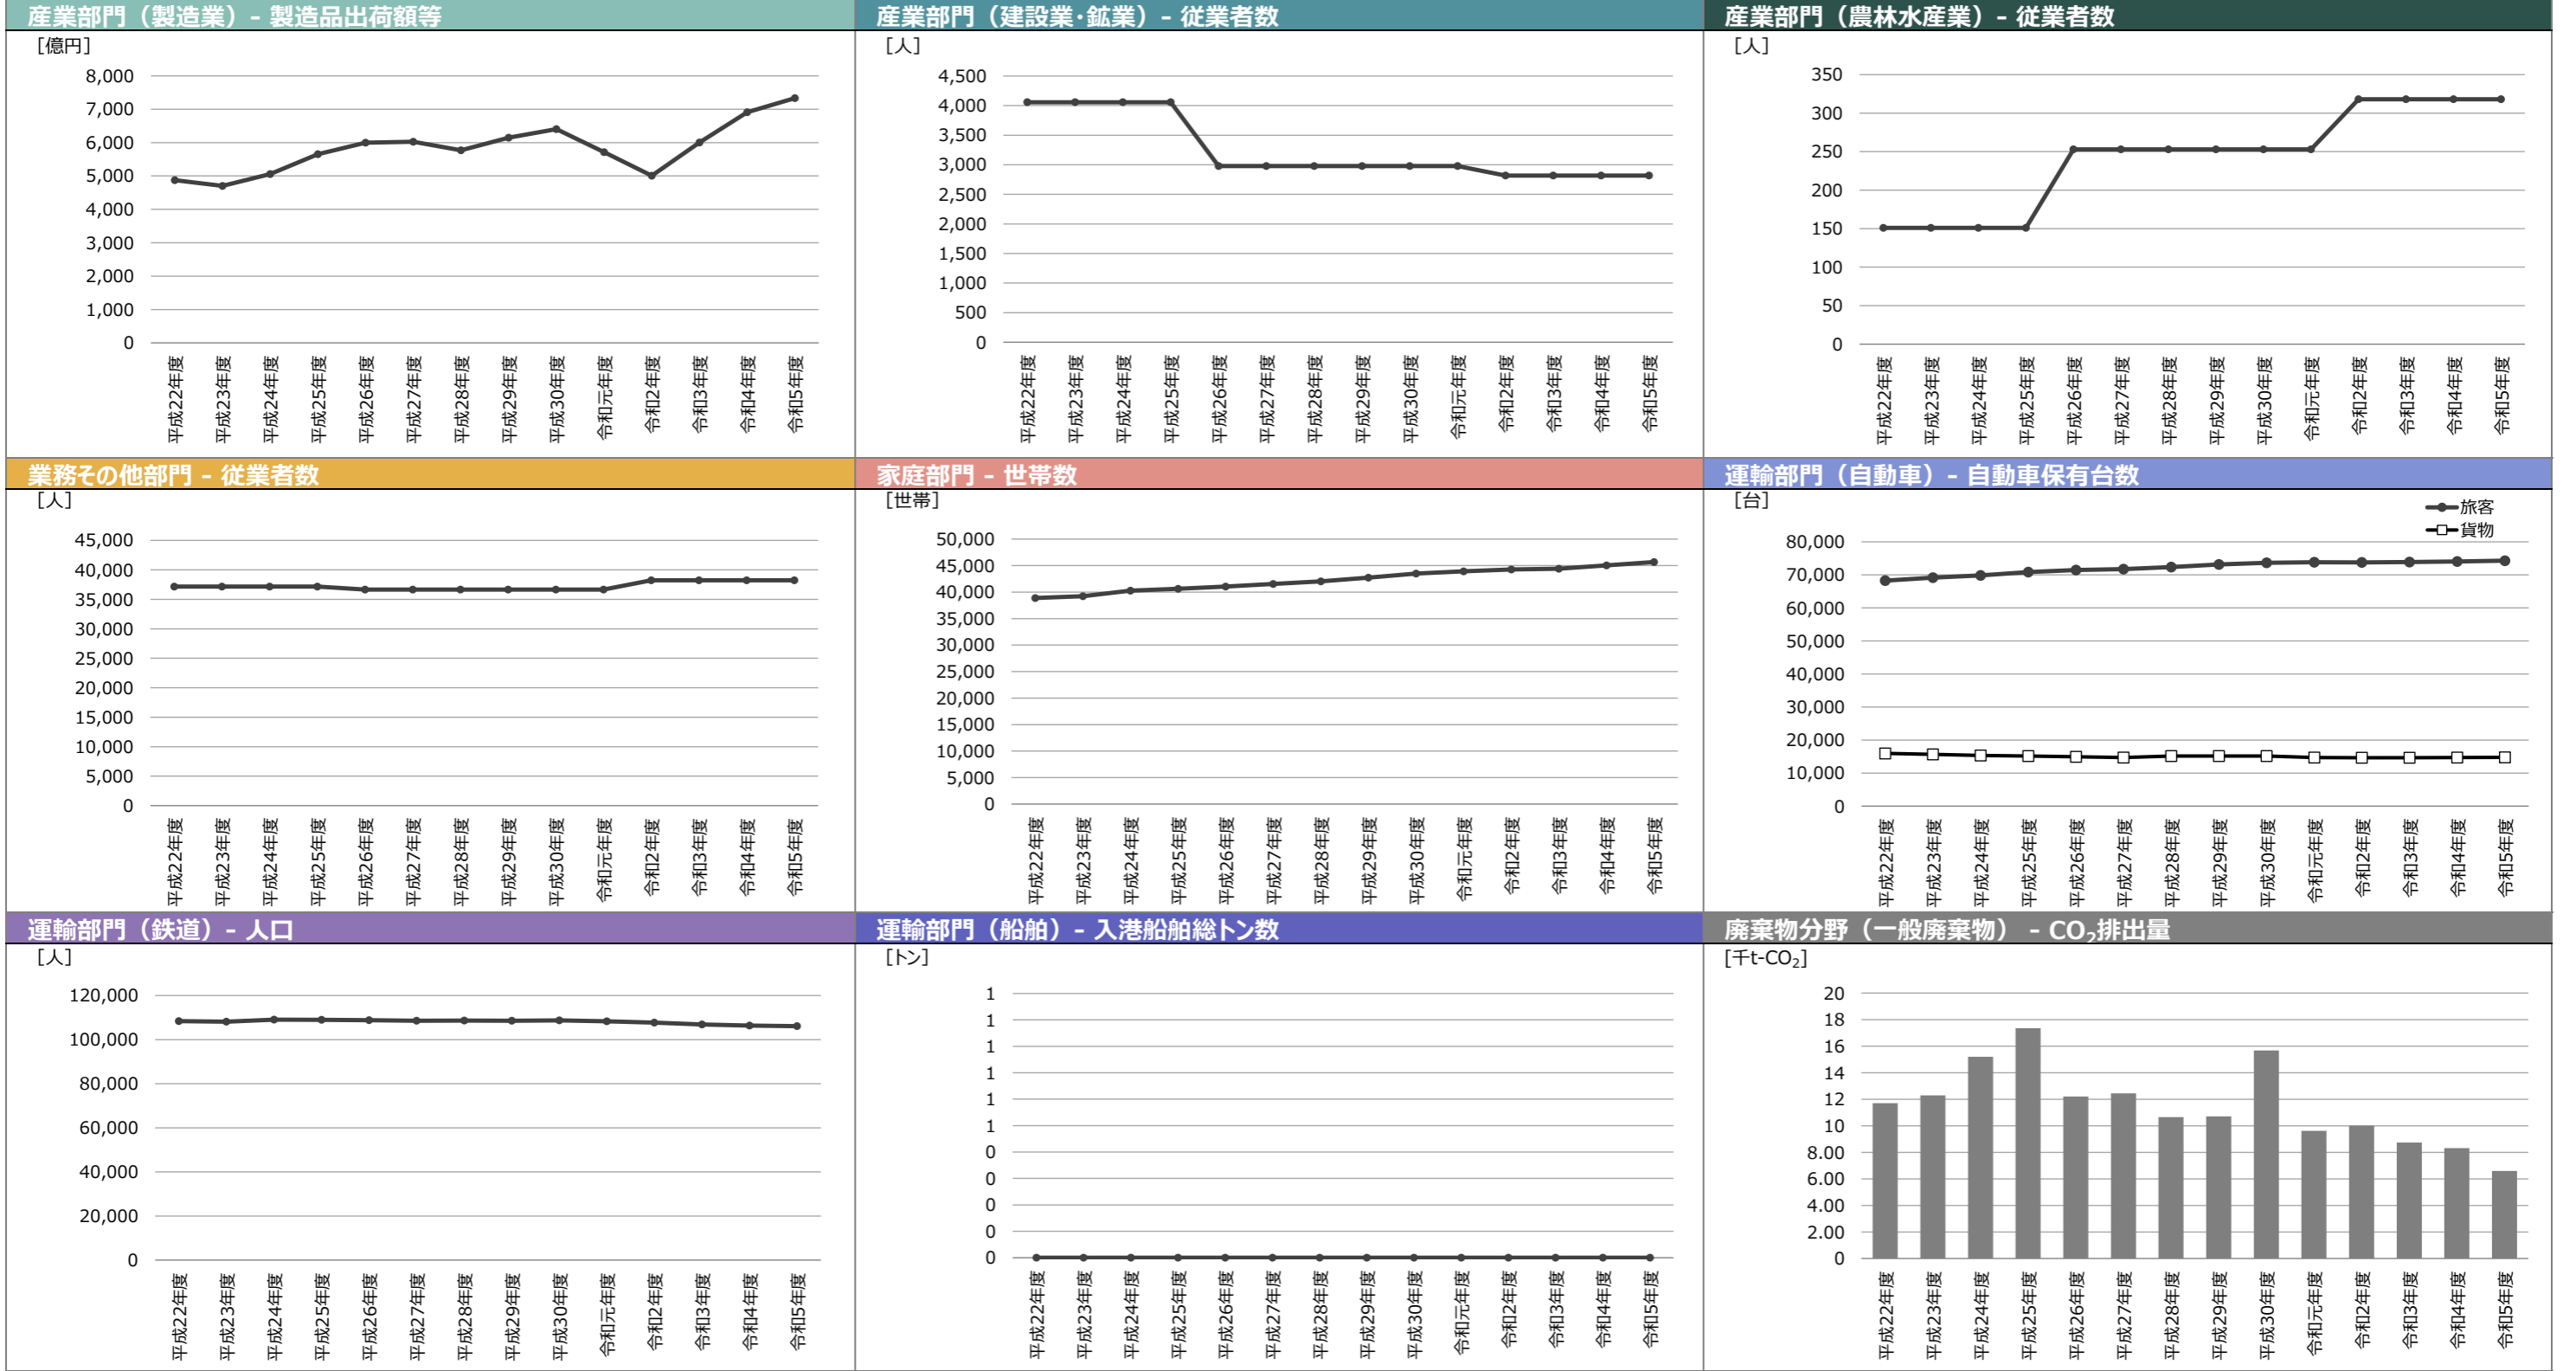 産業部門（製造業）- 製造品出荷額等
[億円]
8,000
7,000
6,000
5,000
4,000
3,000
2,000
1,000
0
平成22年度
平成23年度
平成24年度
平成25年度
平成26年度
平成27年度
平成28年度
平成29年度
平成30年度
令和元年度
令和2年度
令和3年度
令和4年度
令和5年度
産業部門（建設業･鉱業）- 従業者数
[人]
4,500
4,000
3,500
3,000
2,500
2,000
1,500
1,000
500
0
平成22年度
平成23年度
平成24年度
平成25年度
平成26年度
平成27年度
平成28年度
平成29年度
平成30年度
令和元年度
令和2年度
令和3年度
令和4年度
令和5年度
産業部門（農林水産業）- 従業者数
[人]
350
300
250
200
150
100
50
0
平成22年度
平成23年度
平成24年度
平成25年度
平成26年度
平成27年度
平成28年度
平成29年度
平成30年度
令和元年度
令和2年度
令和3年度
令和4年度
令和5年度
業務その他部門 - 従業者数
[人]
45,000
40,000
35,000
30,000
25,000
20,000
15,000
10,000
5,000
0
平成22年度
平成23年度
平成24年度
平成25年度
平成26年度
平成27年度
平成28年度
平成29年度
平成30年度
令和元年度
令和2年度
令和3年度
令和4年度
令和5年度
家庭部門 - 世帯数
[世帯]
50,000
45,000
40,000
35,000
30,000
25,000
20,000
15,000
10,000
5,000
0
平成22年度
平成23年度
平成24年度
平成25年度
平成26年度
平成27年度
平成28年度
平成29年度
平成30年度
令和元年度
令和2年度
令和3年度
令和4年度
令和5年度
運輸部門（自動車）- 自動車保有台数
[台]
旅客
貨物
80,000
70,000
60,000
50,000
40,000
30,000
20,000
10,000
0
平成22年度
平成23年度
平成24年度
平成25年度
平成26年度
平成27年度
平成28年度
平成29年度
平成30年度
令和元年度
令和2年度
令和3年度
令和4年度
令和5年度
運輸部門（鉄道）- 人口
[人]
120,000
100,000
80,000
60,000
40,000
20,000
0
平成22年度
平成23年度
平成24年度
平成25年度
平成26年度
平成27年度
平成28年度
平成29年度
平成30年度
令和元年度
令和2年度
令和3年度
令和4年度
令和5年度
運輸部門（船舶）- 入港船舶総トン数
[トン]
1
1
1
1
1
1
0
0
0
0
0
平成22年度
平成23年度
平成24年度
平成25年度
平成26年度
平成27年度
平成28年度
平成29年度
平成30年度
令和元年度
令和2年度
令和3年度
令和4年度
令和5年度
廃棄物分野（一般廃棄物） - CO₂排出量
[千t-CO₂]
20
18
16
14
12
10
8.00
6.00
4.00
2.00
0
平成22年度
平成23年度
平成24年度
平成25年度
平成26年度
平成27年度
平成28年度
平成29年度
平成30年度
令和元年度
令和2年度
令和3年度
令和4年度
令和5年度